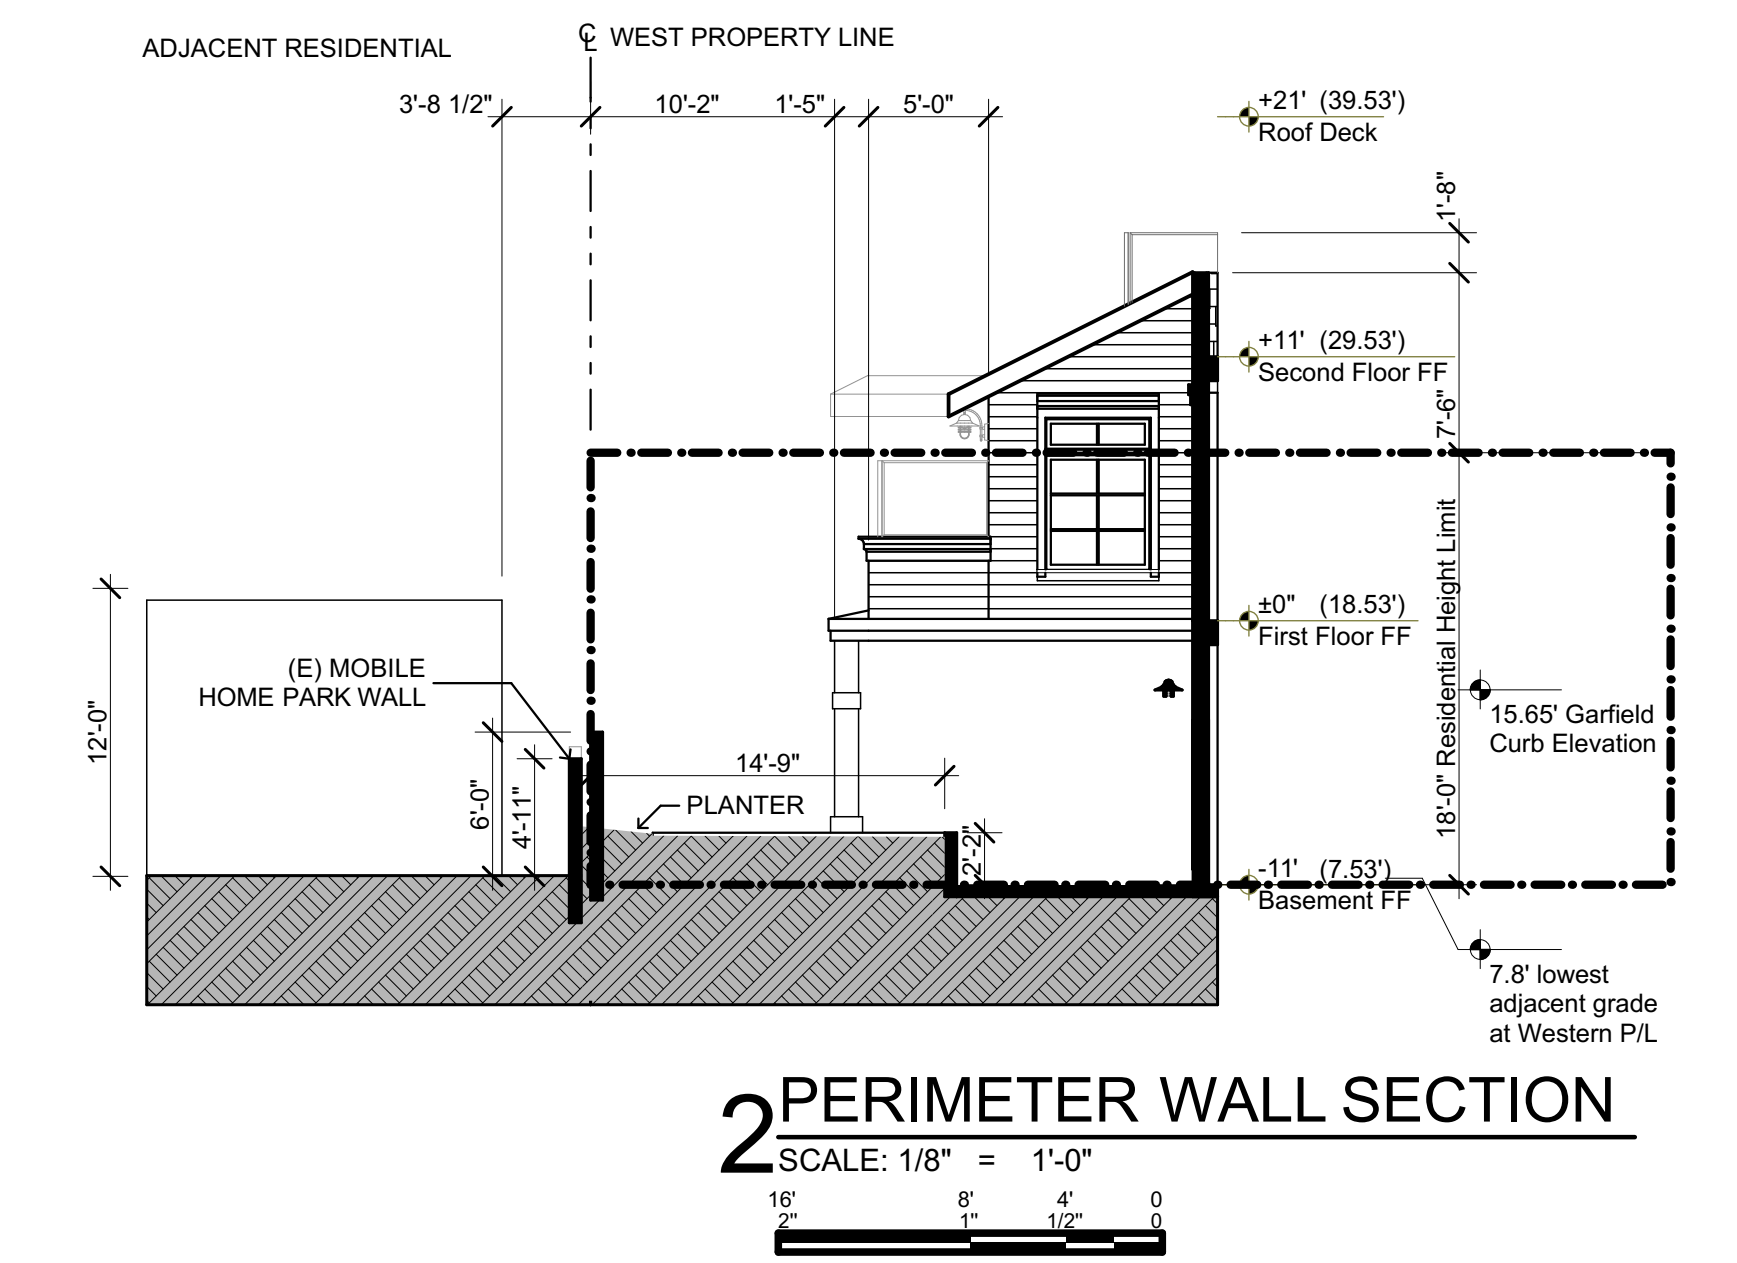 ADJACENT RESIDENTIAL
CL WEST PROPERTY LINE
3'-8 1/2"
10'-2"
1'-5"
5'-0"
+21' (39.53')
Roof Deck
1'-8"
+11' (29.53')
Second Floor FF
7'-6"
±0" (18.53')
First Floor FF
18'-0" Residential Height Limit
(E) MOBILE
HOME PARK WALL
12'-0"
15.65' Garfield
Curb Elevation
6'-0"
4'-11"
14'-9"
PLANTER
2'-2"
-11' (7.53')
Basement FF
7.8' lowest
adjacent grade
at Western P/L
2 PERIMETER WALL SECTION
SCALE: 1/8" = 1'-0"
16' 8' 4' 0
2" 1" 1/2" 0